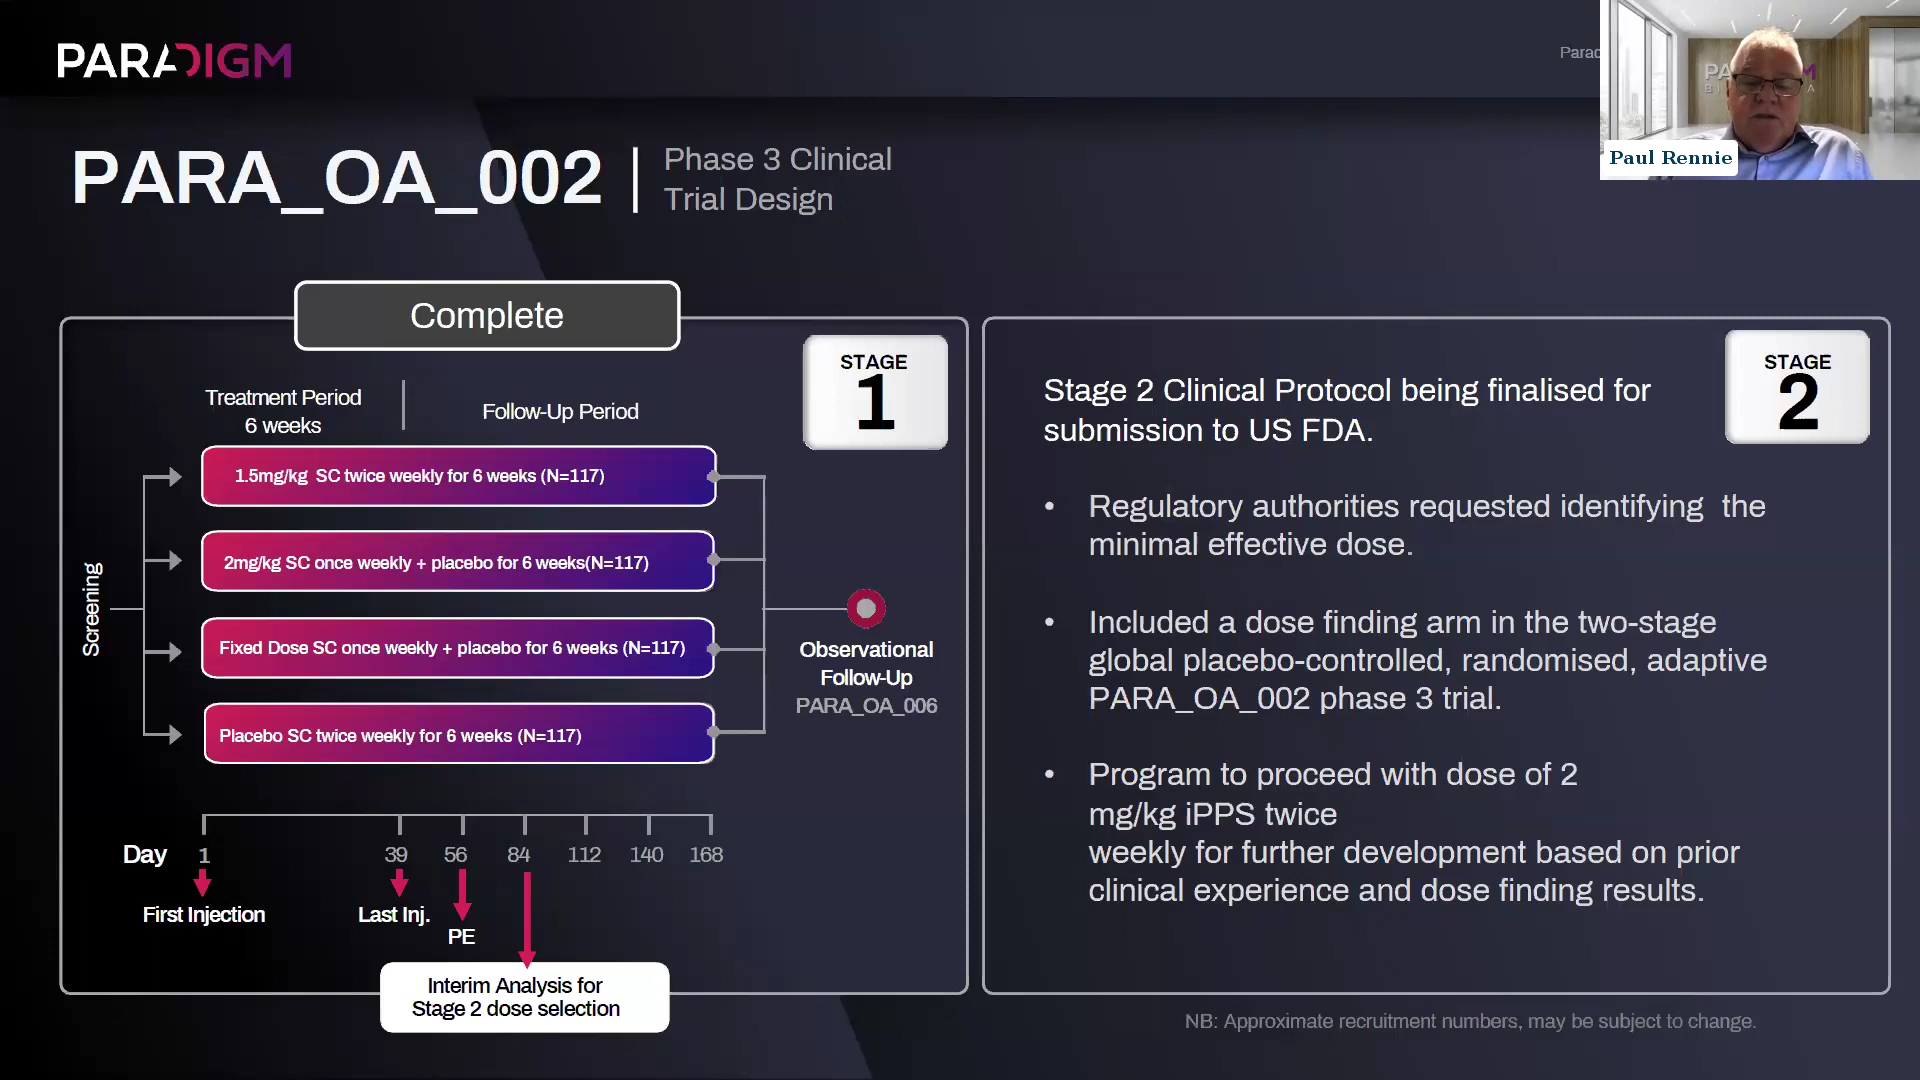 PARADIGM
Parad
PA M
Paul Rennie
PARA_OA_002
Phase 3 Clinical
Trial Design
Complete
STAGE
1
Treatment Period
6 weeks
Follow-Up Period
Screening
1.5mg/kg SC twice weekly for 6 weeks (N=117)
2mg/kg SC once weekly + placebo for 6 weeks(N=117)
Fixed Dose SC once weekly + placebo for 6 weeks (N=117)
Placebo SC twice weekly for 6 weeks (N=117)
Observational
Follow-Up
PARA_OA_006
Day 1 39 56 84 112 140 168
First Injection
Last Inj.
PE
Interim Analysis for
Stage 2 dose selection
STAGE
2
Stage 2 Clinical Protocol being finalised for
submission to US FDA.
• Regulatory authorities requested identifying the
minimal effective dose.
• Included a dose finding arm in the two-stage
global placebo-controlled, randomised, adaptive
PARA_OA_002 phase 3 trial.
• Program to proceed with dose of 2
mg/kg iPPS twice
weekly for further development based on prior
clinical experience and dose finding results.
NB: Approximate recruitment numbers, may be subject to change.